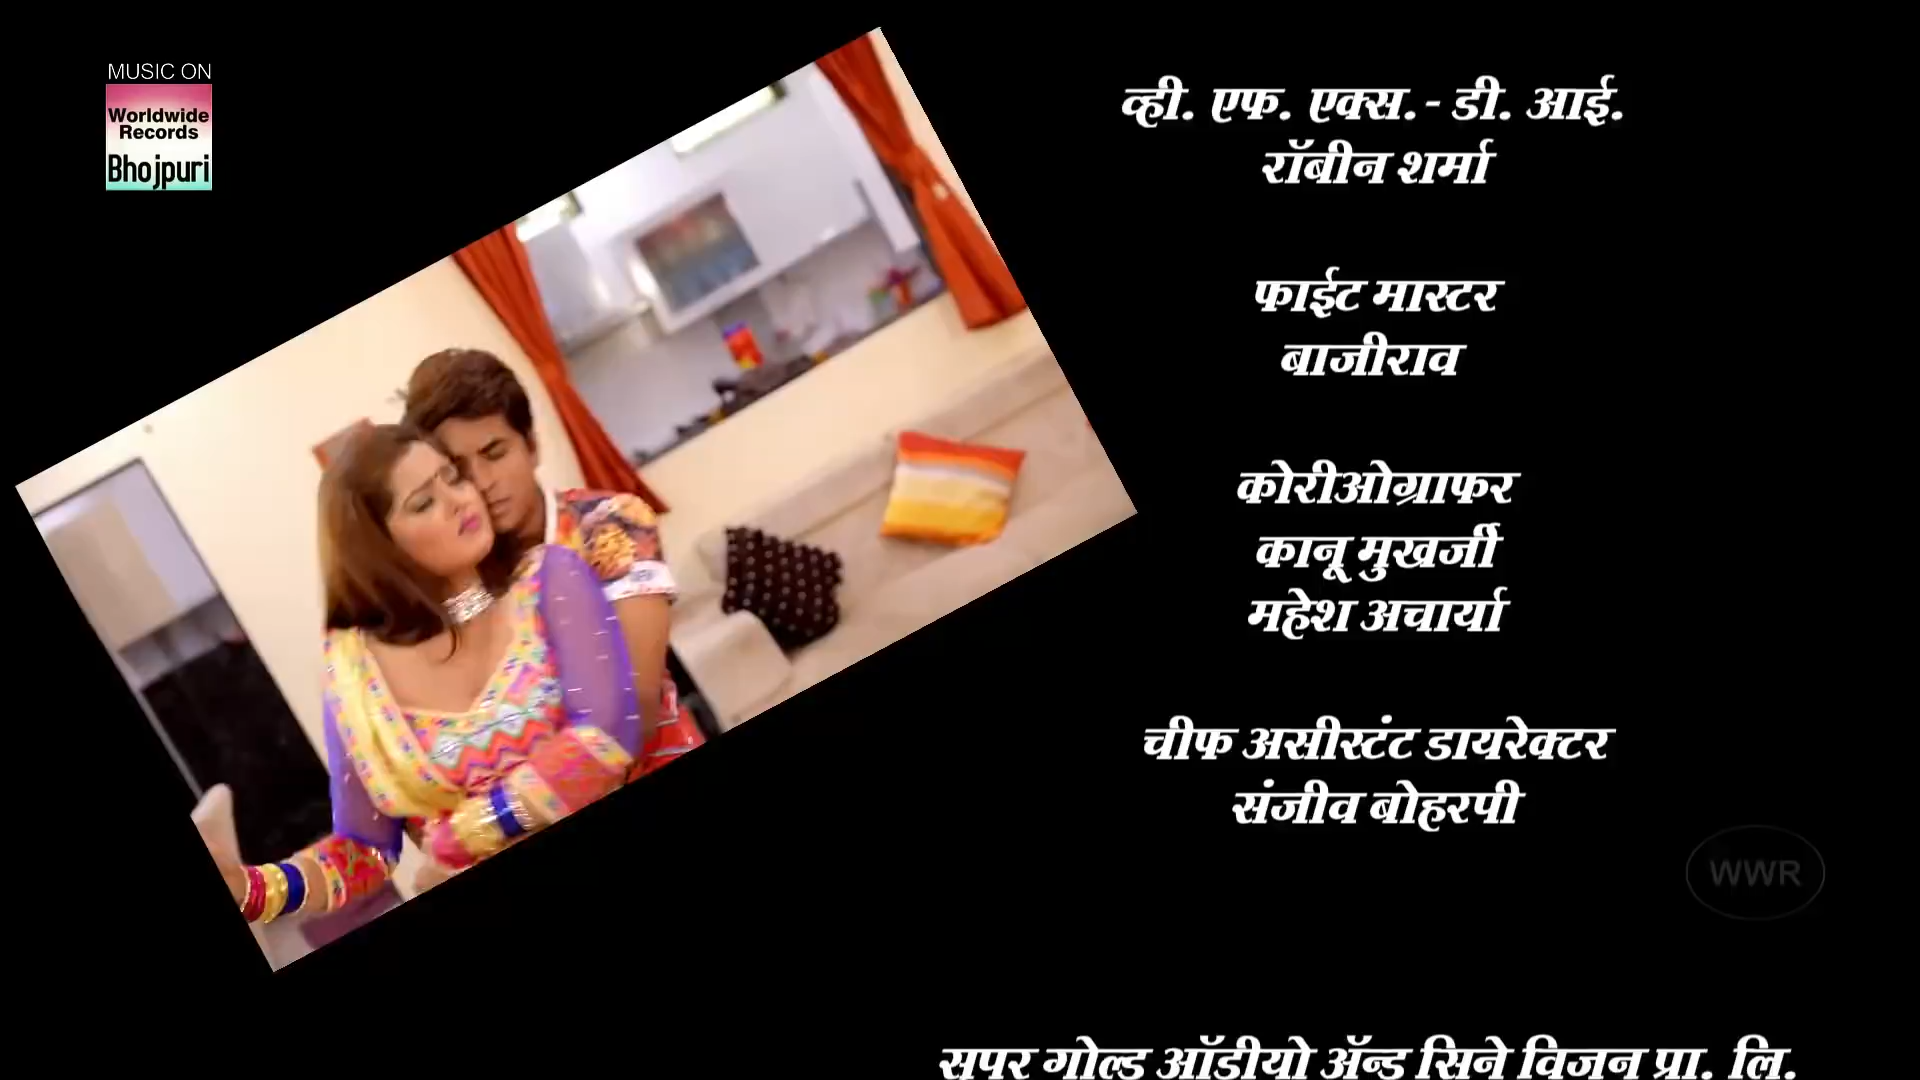 MUSIC ON
Worldwide
Records
Bhojpuri
व्ही. एफ. एक्स.- डी. आई.
रॉबीन शर्मा
फाईट मास्टर
बाजीराव
कोरीओग्राफर
कानू मुखर्जी
महेश अचार्या
चीफ असीस्टंट डायरेक्टर
संजीव बोहरपी
WWR
सुपर गोल्ड ऑडीयो ॲन्ड सिने विजन प्रा. लि.